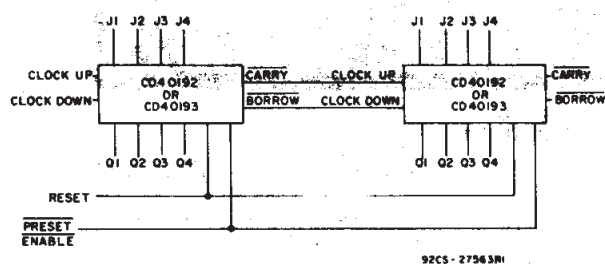 J1 J2 J3 J4 J1 J2 J3 J4
CLOCK UP CD40192 CARRY CLOCK UP CD40192 CARRY
OR OR
CLOCK DOWN CD40193 BORROW CLOCK DOWN CD40193 BORROW
Q1 Q2 Q3 Q4 Q1 Q2 Q3 Q4
RESET
PRESET
ENABLE
92CS-27563RI